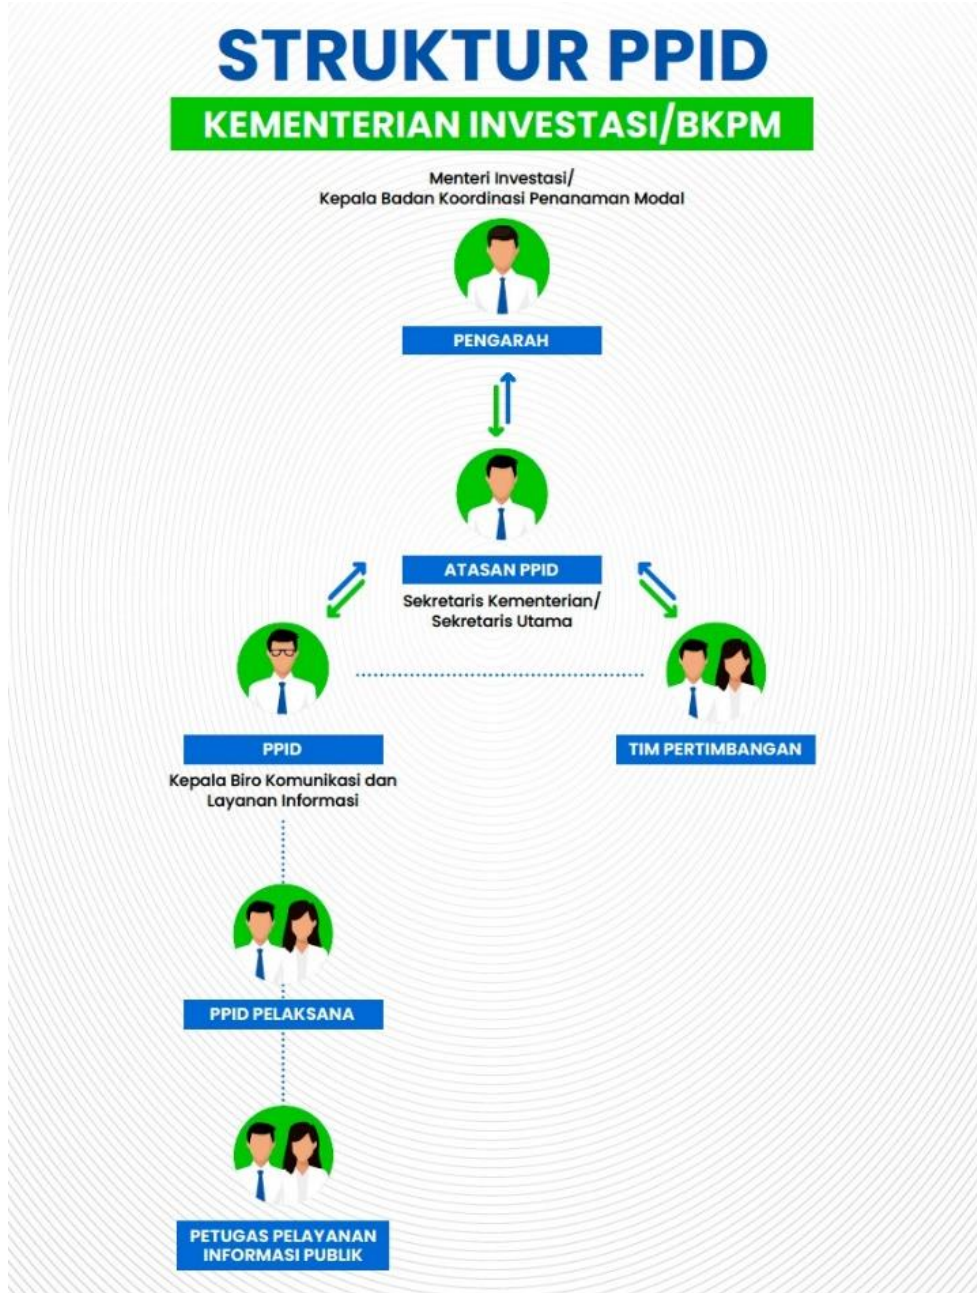 STRUKTUR PPID
KEMENTERIAN INVESTASI/BKPM
Menteri Investasi/
Kepala Badan Koordinasi Penanaman Modal
PENGARAH
ATASAN PPID
Sekretaris Kementerian/
Sekretaris Utama
PPID
Kepala Biro Komunikasi dan
Layanan Informasi
TIM PERTIMBANGAN
PPID PELAKSANA
PETUGAS PELAYANAN
INFORMASI PUBLIK